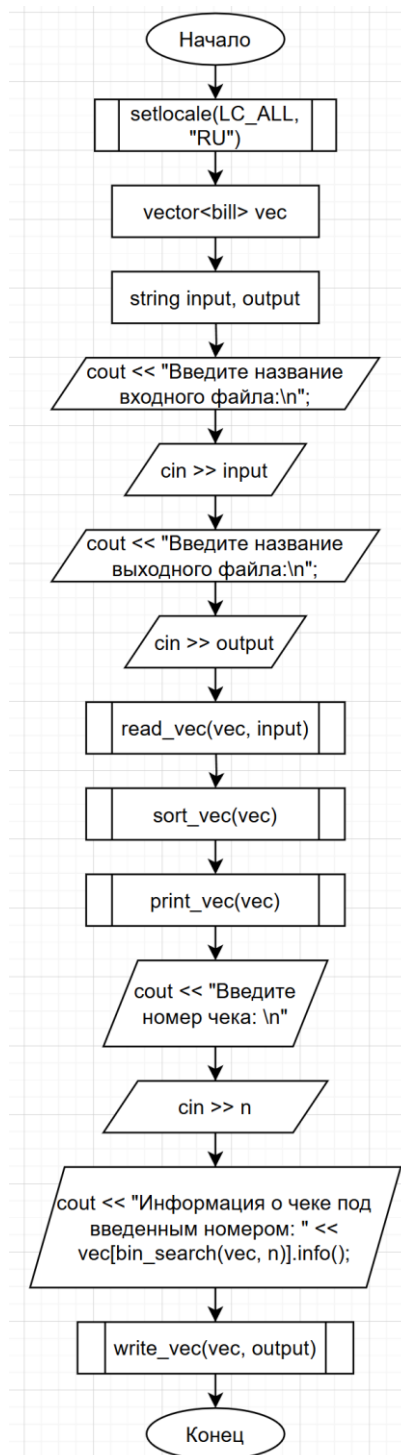 Начало
setlocale(LC_ALL,
"RU")
vector<bill> vec
string input, output
cout << "Введите название
входного файла:\n";
cin >> input
cout << "Введите название
выходного файла:\n";
cin >> output
read_vec(vec, input)
sort_vec(vec)
print_vec(vec)
cout << "Введите
номер чека: \n"
cin >> n
cout << "Информация о чеке под
введенным номером: " <<
vec[bin_search(vec, n)].info();
write_vec(vec, output)
Конец